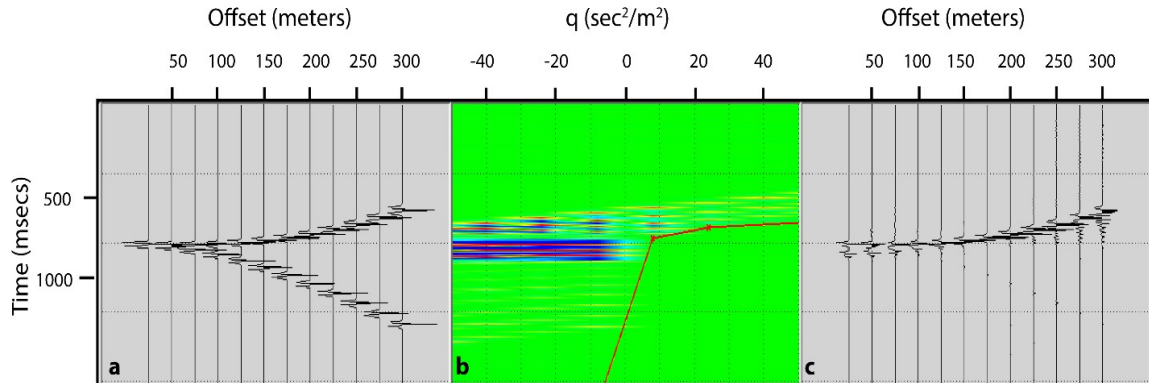 Offset (meters) q (sec²/m²) Offset (meters)
50 100 150 200 250 300 -40 -20 0 20 40 50 100 150 200 250 300
Time (msecs)
500
1000
a b c